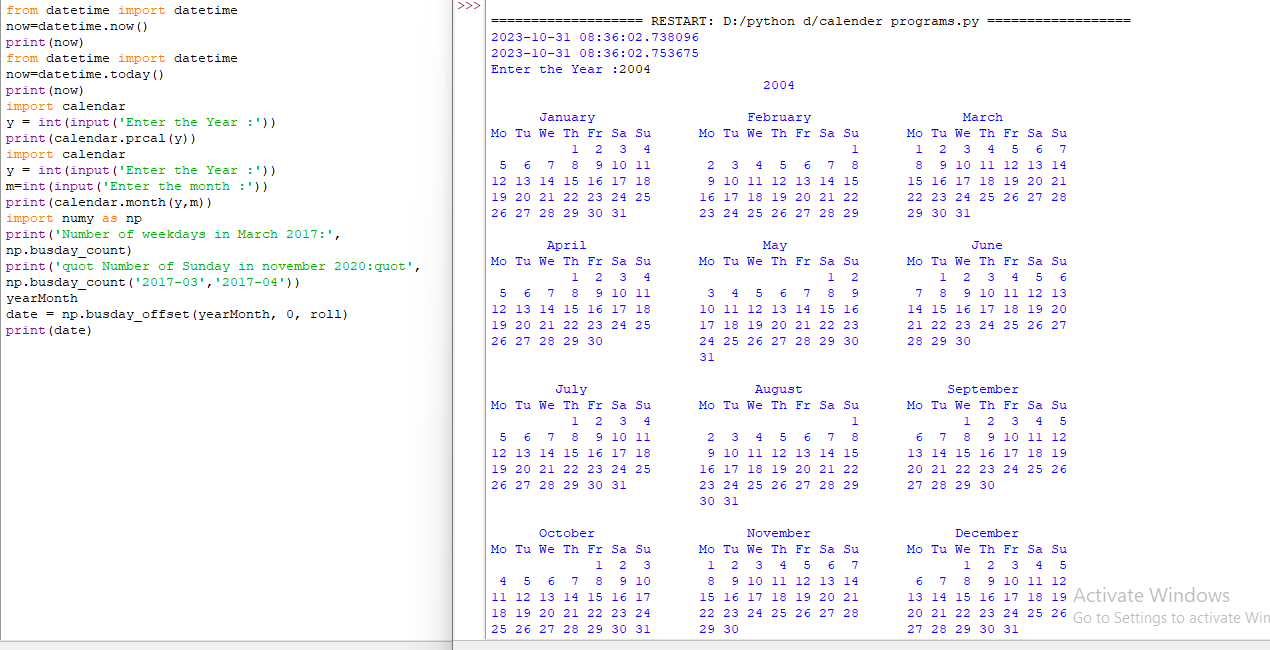 from datetime import datetime
now=datetime.now()
print(now)
from datetime import datetime
now=datetime.today()
print(now)
import calendar
y = int(input('Enter the Year :'))
print(calendar.prcal(y))
import calendar
y = int(input('Enter the Year :'))
m=int(input('Enter the month :'))
print(calendar.month(y,m))
import numy as np
print('Number of weekdays in March 2017:',
np.busday_count)
print('quot Number of Sunday in november 2020:quot',
np.busday_count('2017-03','2017-04'))
yearMonth
date = np.busday_offset(yearMonth, 0, roll)
print(date)
>>>
=================== RESTART: D:/python d/calender programs.py ==================
2023-10-31 08:36:02.738096
2023-10-31 08:36:02.753675
Enter the Year :2004
2004
January February March
Mo Tu We Th Fr Sa Su Mo Tu We Th Fr Sa Su Mo Tu We Th Fr Sa Su
1 2 3 4 1 1 2 3 4 5 6 7
5 6 7 8 9 10 11 2 3 4 5 6 7 8 8 9 10 11 12 13 14
12 13 14 15 16 17 18 9 10 11 12 13 14 15 15 16 17 18 19 20 21
19 20 21 22 23 24 25 16 17 18 19 20 21 22 22 23 24 25 26 27 28
26 27 28 29 30 31 23 24 25 26 27 28 29 29 30 31
April May June
Mo Tu We Th Fr Sa Su Mo Tu We Th Fr Sa Su Mo Tu We Th Fr Sa Su
1 2 3 4 1 2 1 2 3 4 5 6
5 6 7 8 9 10 11 3 4 5 6 7 8 9 7 8 9 10 11 12 13
12 13 14 15 16 17 18 10 11 12 13 14 15 16 14 15 16 17 18 19 20
19 20 21 22 23 24 25 17 18 19 20 21 22 23 21 22 23 24 25 26 27
26 27 28 29 30 24 25 26 27 28 29 30 28 29 30
31
July August September
Mo Tu We Th Fr Sa Su Mo Tu We Th Fr Sa Su Mo Tu We Th Fr Sa Su
1 2 3 4 1 1 2 3 4 5
5 6 7 8 9 10 11 2 3 4 5 6 7 8 6 7 8 9 10 11 12
12 13 14 15 16 17 18 9 10 11 12 13 14 15 13 14 15 16 17 18 19
19 20 21 22 23 24 25 16 17 18 19 20 21 22 20 21 22 23 24 25 26
26 27 28 29 30 31 23 24 25 26 27 28 29 27 28 29 30
30 31
October November December
Mo Tu We Th Fr Sa Su Mo Tu We Th Fr Sa Su Mo Tu We Th Fr Sa Su
1 2 3 1 2 3 4 5 6 7 1 2 3 4 5
4 5 6 7 8 9 10 8 9 10 11 12 13 14 6 7 8 9 10 11 12
11 12 13 14 15 16 17 15 16 17 18 19 20 21 13 14 15 16 17 18 19
18 19 20 21 22 23 24 22 23 24 25 26 27 28 20 21 22 23 24 25 26
25 26 27 28 29 30 31 29 30 27 28 29 30 31
Activate Windows
Go to Settings to activate Win